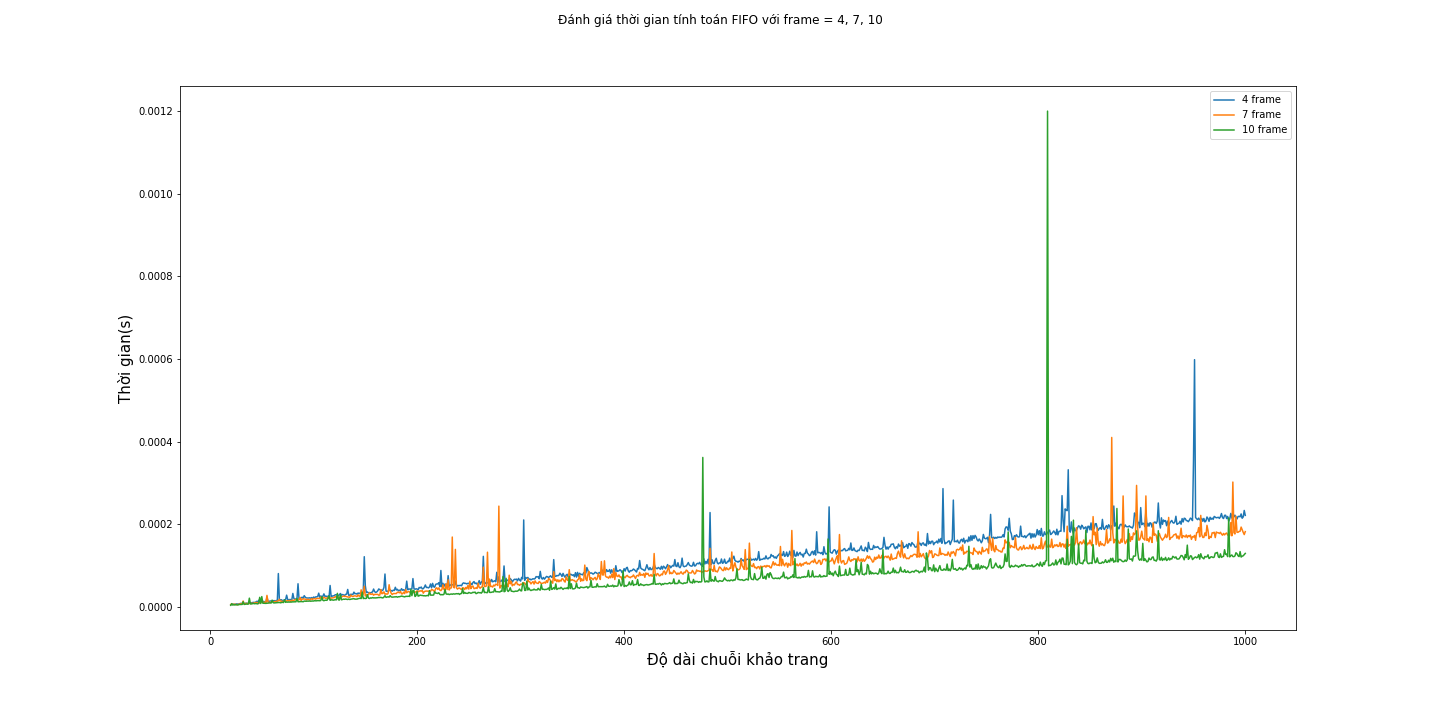 Đánh giá thời gian tính toán FIFO với frame = 4, 7, 10
4 frame
7 frame
10 frame
0.0012
0.0010
0.0008
0.0006
0.0004
0.0002
0.0000
Thời gian(s)
0 200 400 600 800 1000
Độ dài chuỗi khảo trang